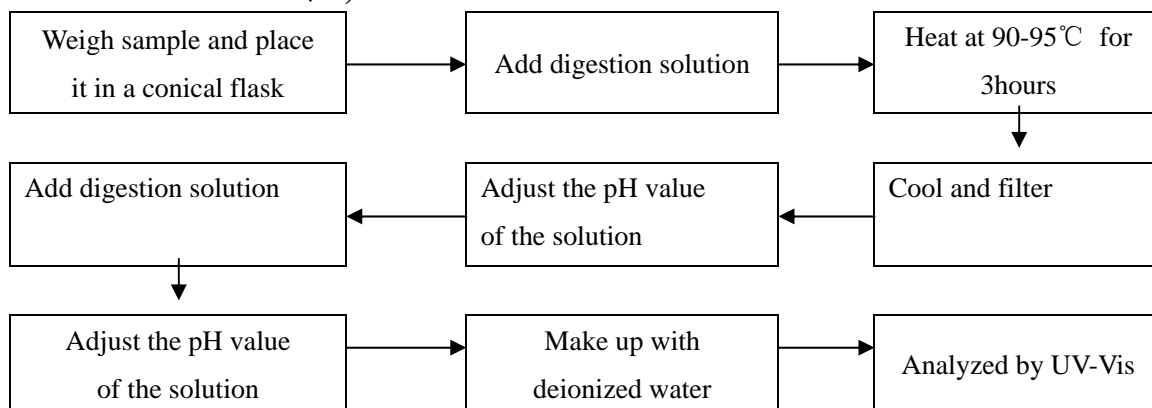 Weigh sample and place
it in a conical flask
Add digestion solution
Heat at 90-95℃ for
3hours
Cool and filter
Adjust the pH value
of the solution
Add digestion solution
Adjust the pH value
of the solution
Make up with
deionized water
Analyzed by UV-Vis